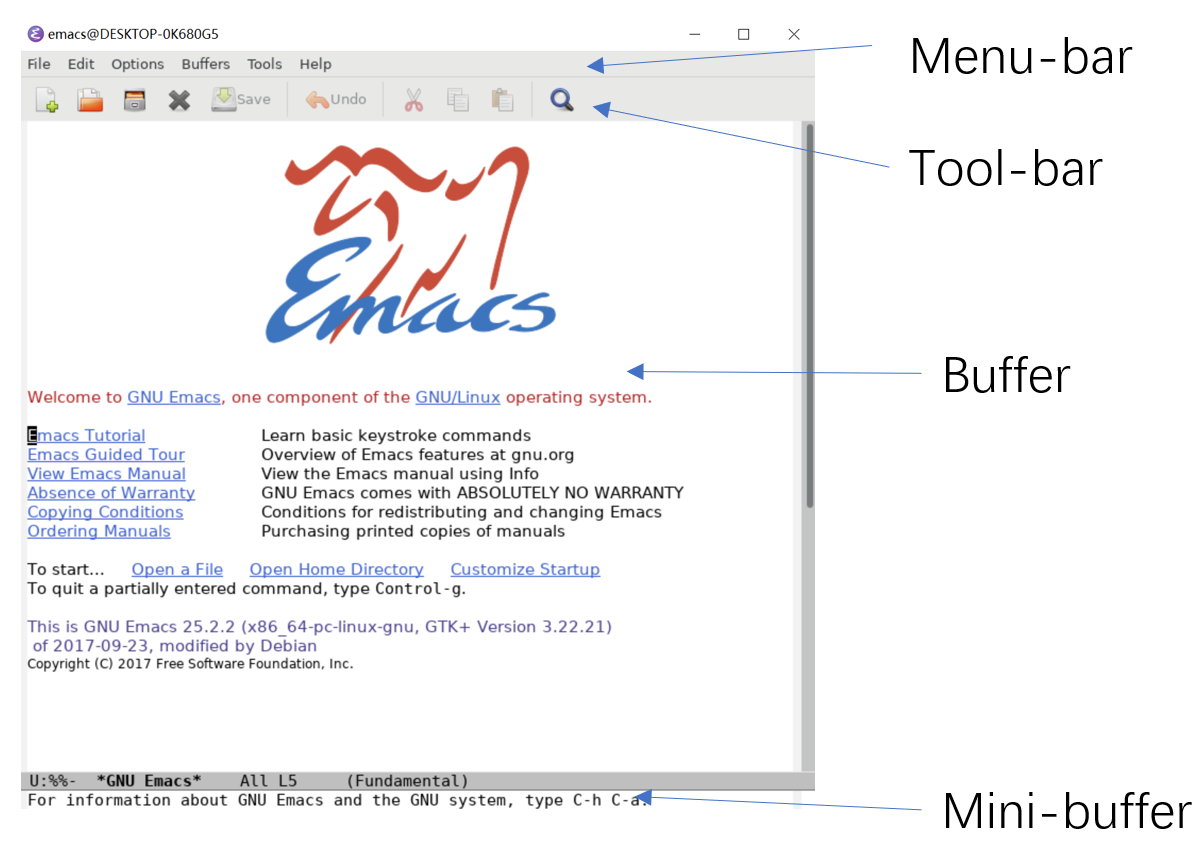 emacs@DESKTOP-0K680G5
File Edit Options Buffers Tools Help
Menu-bar
Save Undo
Tool-bar
Emacs
Buffer
Welcome to GNU Emacs, one component of the GNU/Linux operating system.
Emacs Tutorial Learn basic keystroke commands
Emacs Guided Tour Overview of Emacs features at gnu.org
View Emacs Manual View the Emacs manual using Info
Absence of Warranty GNU Emacs comes with ABSOLUTELY NO WARRANTY
Copying Conditions Conditions for redistributing and changing Emacs
Ordering Manuals Purchasing printed copies of manuals
To start... Open a File Open Home Directory Customize Startup
To quit a partially entered command, type Control-g.
This is GNU Emacs 25.2.2 (x86_64-pc-linux-gnu, GTK+ Version 3.22.21)
of 2017-09-23, modified by Debian
Copyright (C) 2017 Free Software Foundation, Inc.
U:%%- *GNU Emacs* All L5 (Fundamental)
For information about GNU Emacs and the GNU system, type C-h C-a.
Mini-buffer